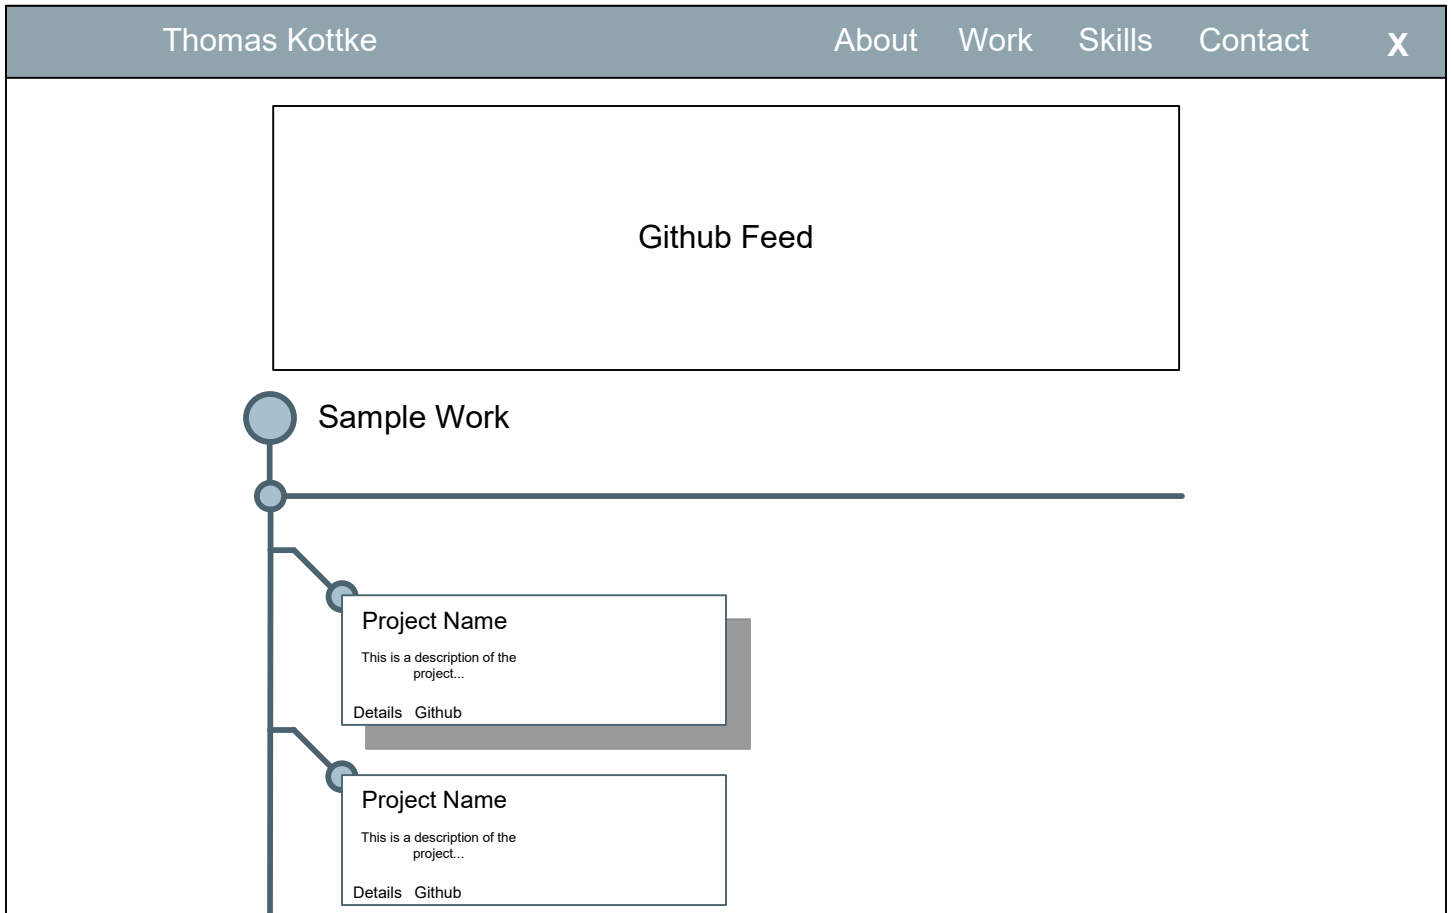 Thomas Kottke About Work Skills Contact X
Github Feed
Sample Work
Project Name
This is a description of the
project...
Details Github
Project Name
This is a description of the
project...
Details Github